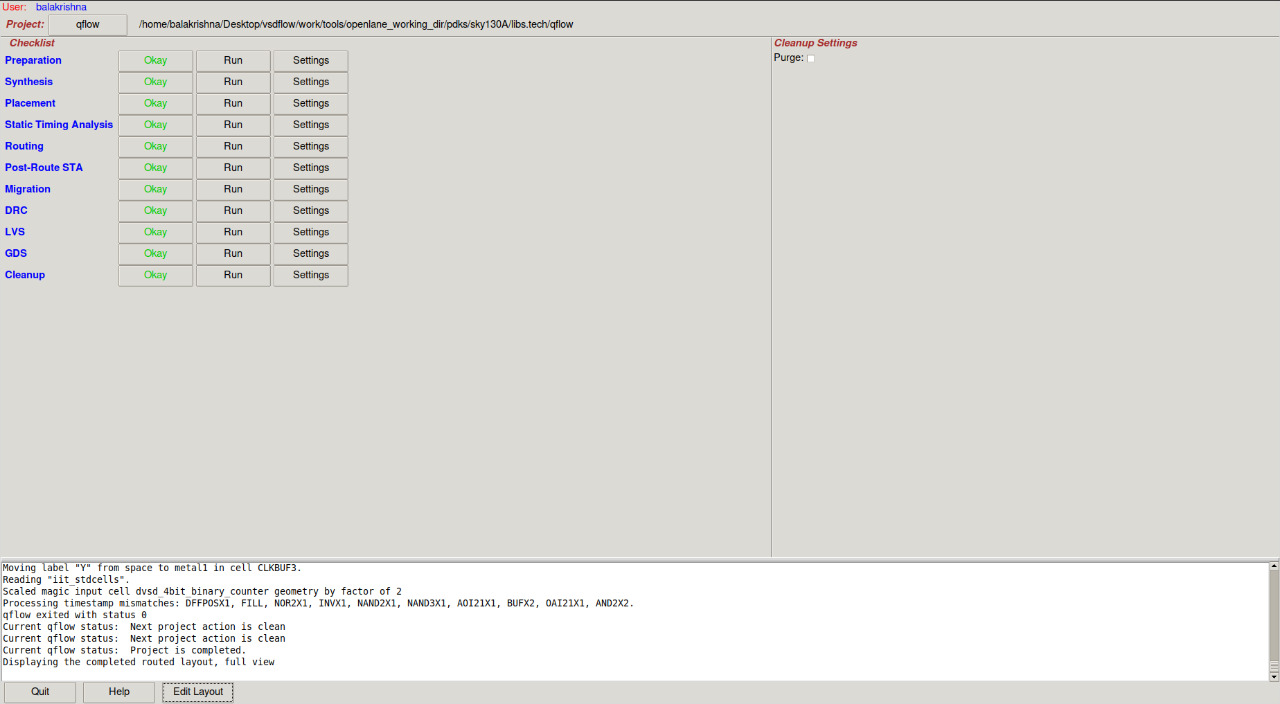 User: balakrishna
Project: qflow /home/balakrishna/Desktop/vsdflow/work/tools/openlane_working_dir/pdks/sky130A/libs.tech/qflow
Checklist
Preparation Okay Run Settings
Synthesis Okay Run Settings
Placement Okay Run Settings
Static Timing Analysis Okay Run Settings
Routing Okay Run Settings
Post-Route STA Okay Run Settings
Migration Okay Run Settings
DRC Okay Run Settings
LVS Okay Run Settings
GDS Okay Run Settings
Cleanup Okay Run Settings
Cleanup Settings
Purge:
Moving label "Y" from space to metal1 in cell CLKBUF3.
Reading "iit_stdcells".
Scaled magic input cell dvsd_4bit_binary_counter geometry by factor of 2
Processing timestamp mismatches: DFFPOSX1, FILL, NOR2X1, INVX1, NAND2X1, NAND3X1, AOI21X1, BUFX2, OAI21X1, AND2X2.
qflow exited with status 0
Current qflow status:  Next project action is clean
Current qflow status:  Next project action is clean
Current qflow status:  Project is completed.
Displaying the completed routed layout, full view
Quit Help Edit Layout